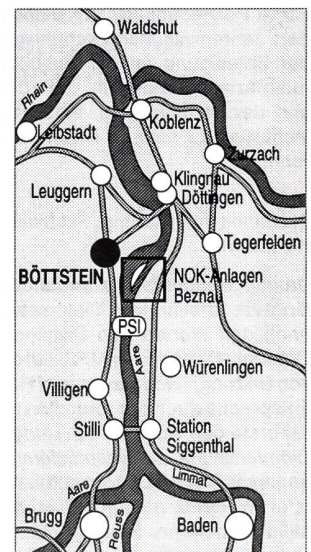 Waldshut
Rhein
Koblenz
Leibstadt
Zurzach
Klingnau
Leuggern
Döttingen
Tegerfelden
BÖTTSTEIN
NOK-Anlagen
Beznau
PSI
Aare
Würenlingen
Villigen
Stilli
Station
Siggenthal
Limmat
Aare
Brugg
Reuss
Baden